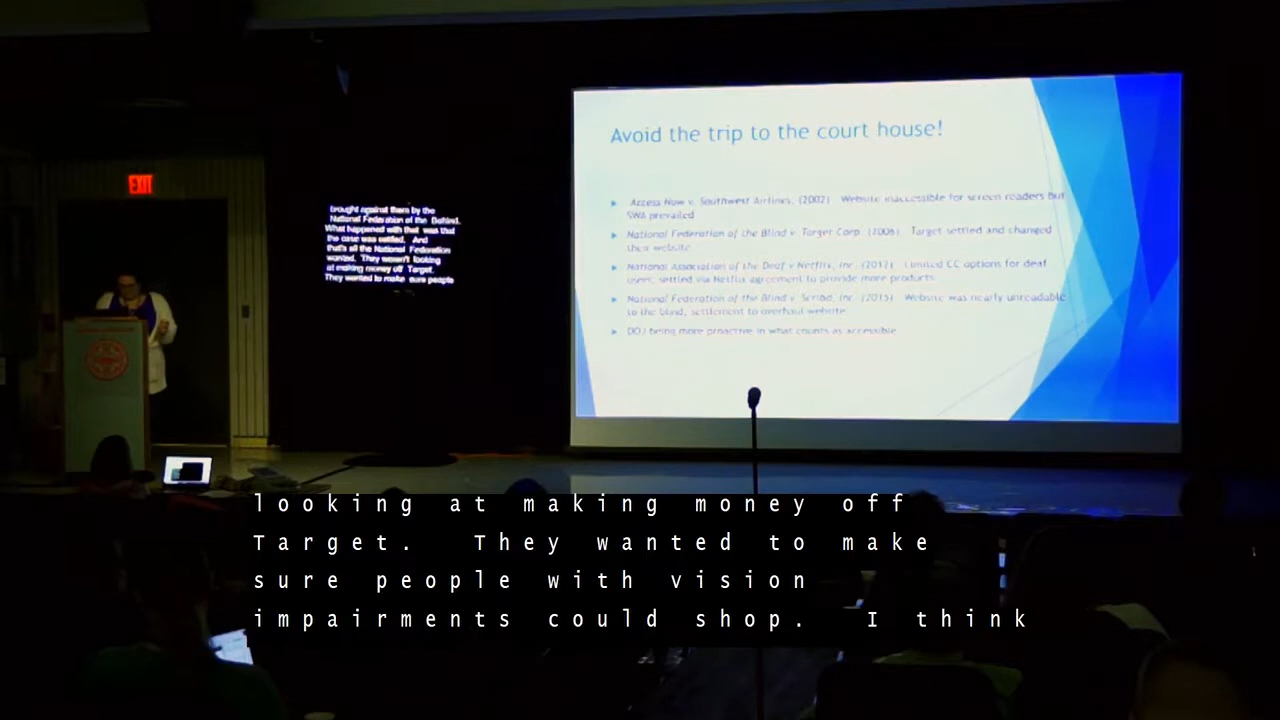 EXIT
brought against them by the
National Federation of the
What happened with that was that
the case was settled. And
that's all the National Federation
wanted. They weren't looking
at making money off Target.
They wanted to make sure people
Avoid the trip to the court house!
Access Now v. Southwest Airlines, (2002) Website inaccessible for screen readers but
SWA prevailed
National Federation of the Blind v. Target Corp. (2006) Target settled and changed
their website
National Association of the Deaf v Netflix, Inc. (2012) Limited CC options for deaf
users, settled via Netflix agreement to provide more products
National Federation of the Blind v. Scribd, Inc. (2015) Website was nearly unreadable
to the blind, settlement to overhaul website
DOJ being more proactive in what counts as accessible
looking at making money off
Target. They wanted to make
sure people with vision
impairments could shop. I think